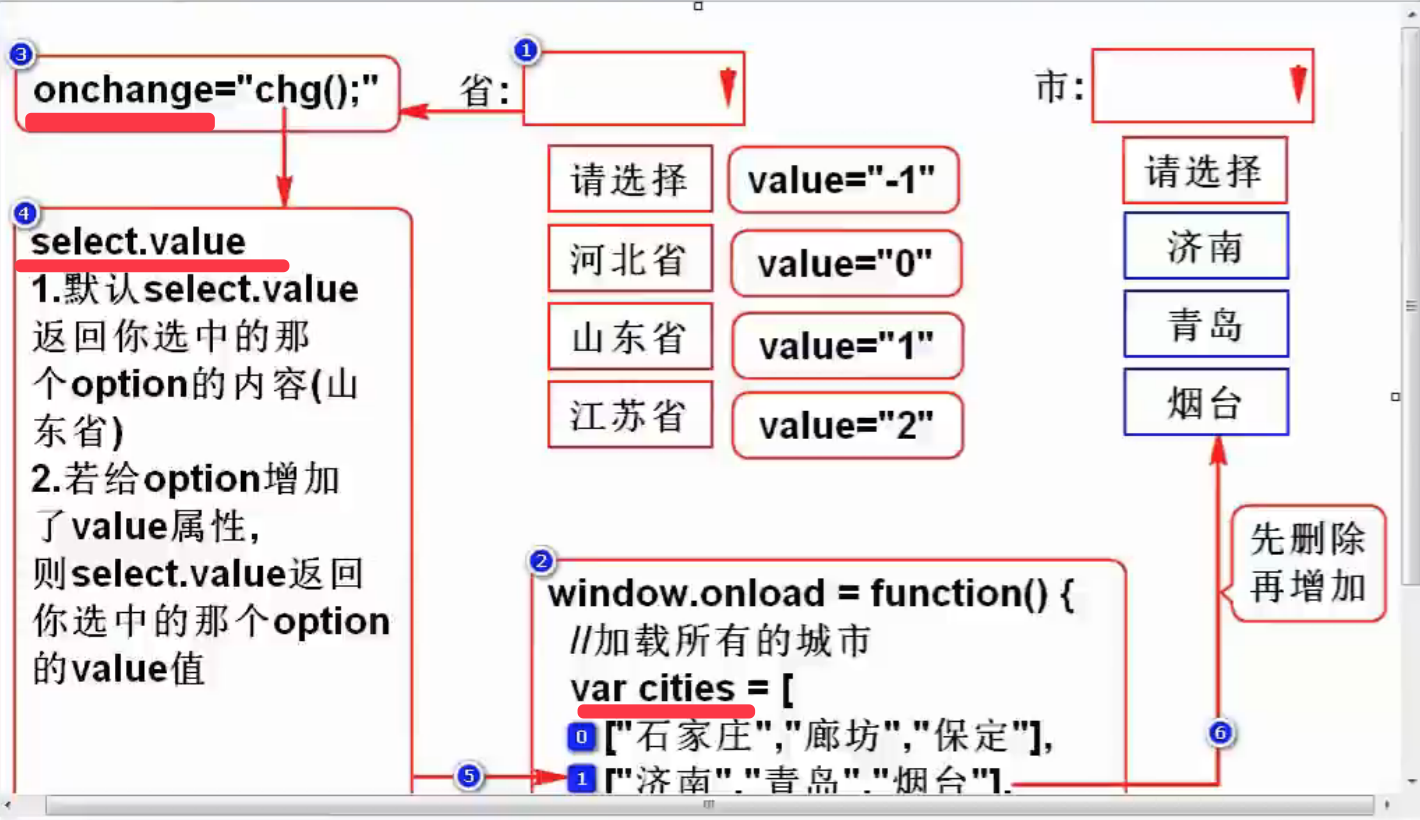 3
onchange="chg();"
省:
1
市:
请选择
value="-1"
河北省
value="0"
山东省
value="1"
江苏省
value="2"
请选择
济南
青岛
烟台
4
select.value
1.默认select.value
返回你选中的那
个option的内容(山
东省)
2.若给option增加
了value属性,
则select.value返回
你选中的那个option
的value值
先删除
再增加
2
window.onload = function() {
//加载所有的城市
var cities = [
0 ["石家庄","廊坊","保定"],
1 ["济南","青岛","烟台"],
5
6